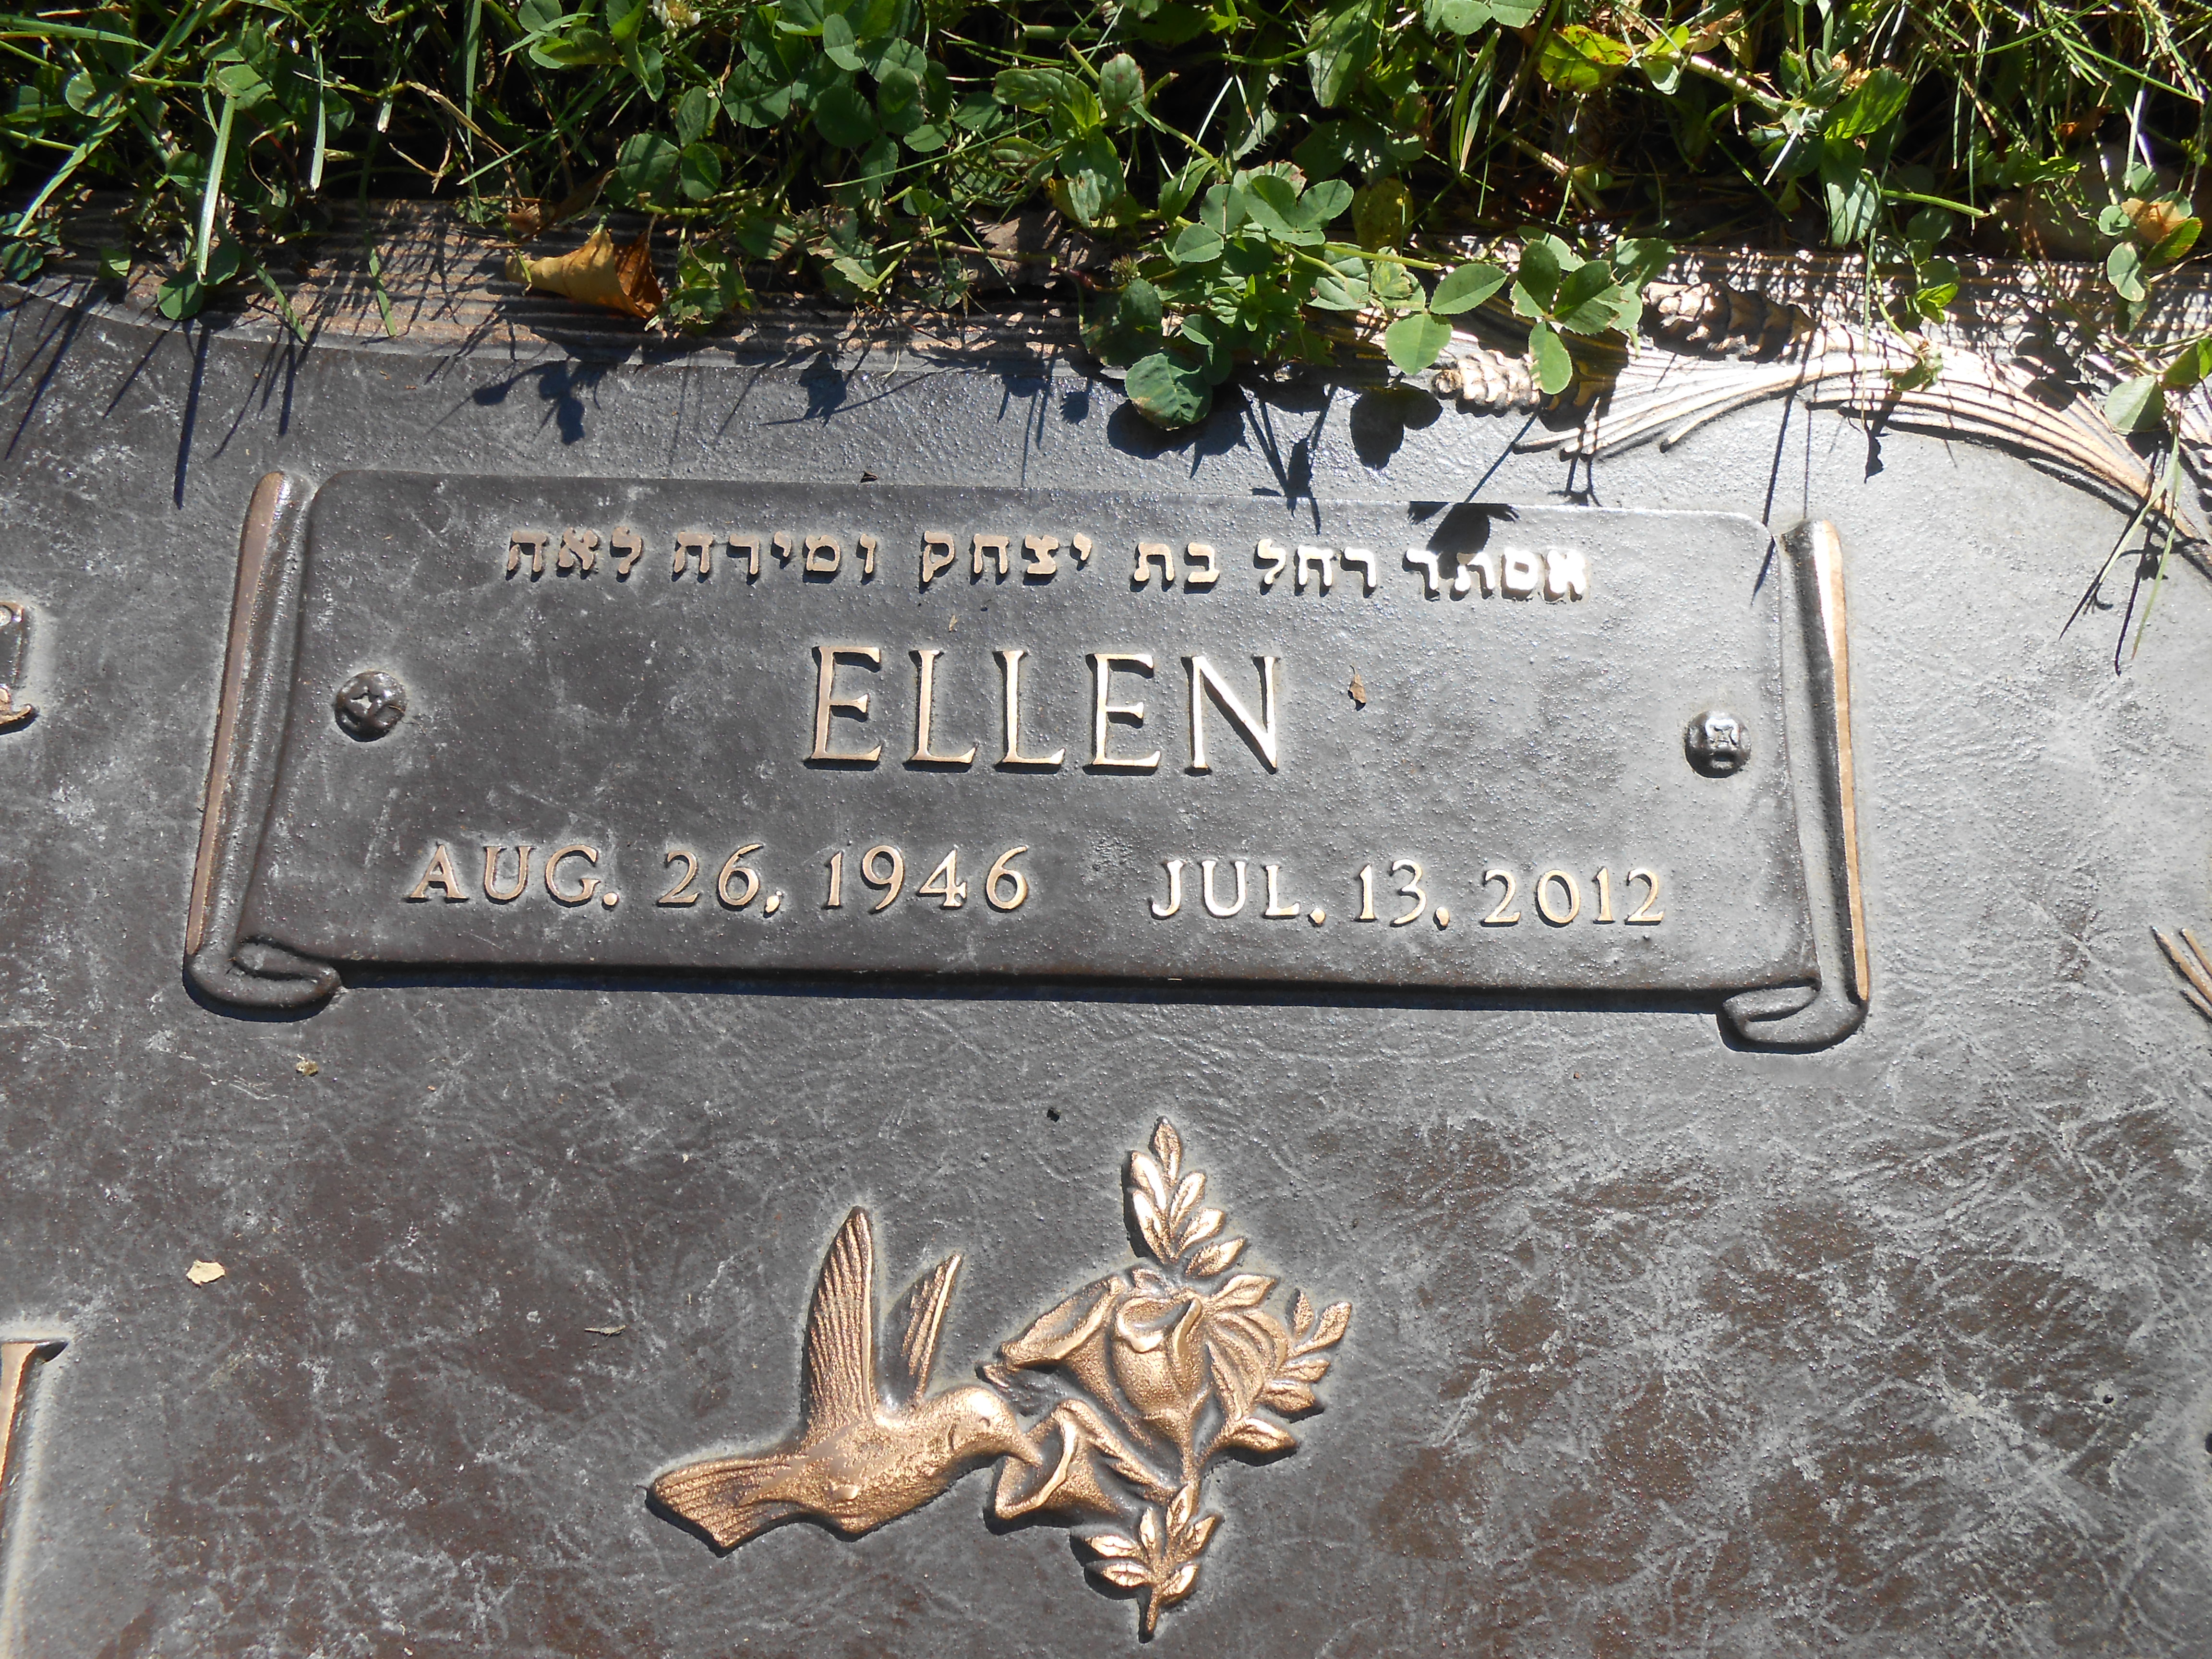 אסתר רחל בת יצחק ומירה לאה
ELLEN
AUG. 26, 1946 JUL. 13, 2012